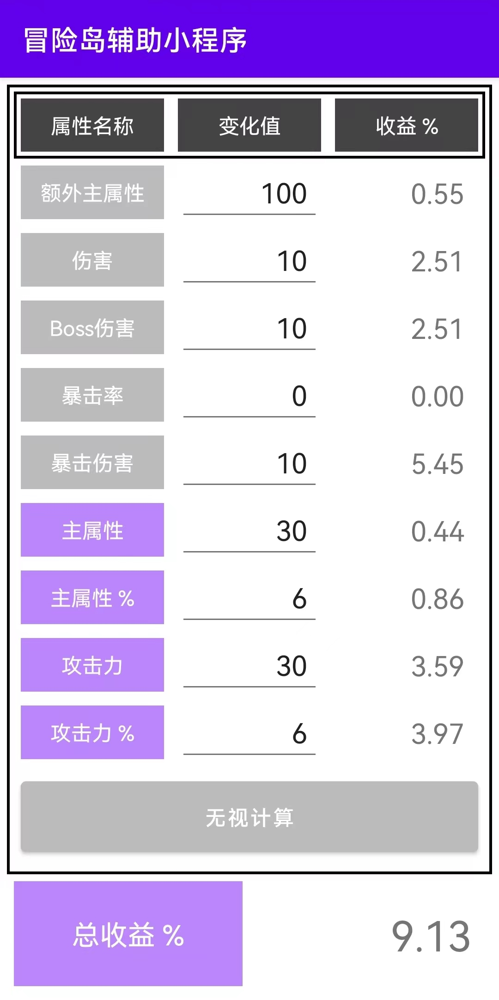 冒险岛辅助小程序
属性名称 变化值 收益 %
额外主属性 100 0.55
伤害 10 2.51
Boss伤害 10 2.51
暴击率 0 0.00
暴击伤害 10 5.45
主属性 30 0.44
主属性 % 6 0.86
攻击力 30 3.59
攻击力 % 6 3.97
无视计算
总收益 % 9.13